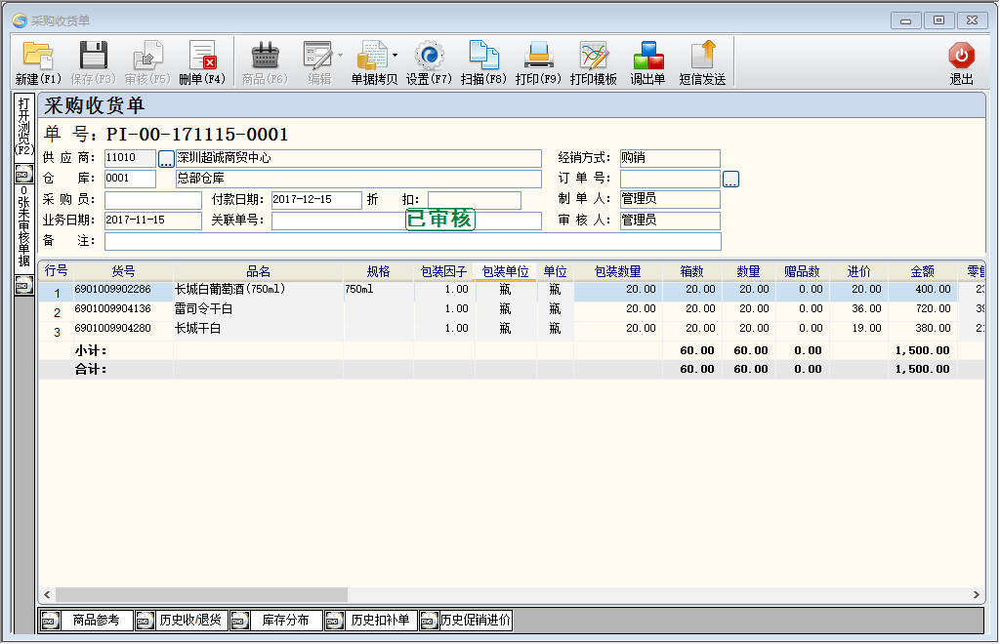 采购收货单
新建(F1) 保存(F3) 审核(F5) 删单(F4) 商品(F6) 编辑 单据拷贝 设置(F7) 扫描(F8) 打印(F9) 打印模板 调出单 短信发送 退出
打开浏览(F2)
0张未审核单据
采购收货单
单 号: PI-00-171115-0001
供应商: 11010 ... 深圳超诚商贸中心 经销方式: 购销
仓 库: 0001 总部仓库 订单号: ...
采购员: 付款日期: 2017-12-15 折 扣: 制单人: 管理员
业务日期: 2017-11-15 关联单号: 已审核 审核人: 管理员
备 注:
行号 货号 品名 规格 包装因子 包装单位 单位 包装数量 箱数 数量 赠品数 进价 金额
1 6901009902286 长城白葡萄酒(750ml) 750ml 1.00 瓶 瓶 20.00 20.00 20.00 0.00 20.00 400.00
2 6901009904136 雷司令干白 1.00 瓶 瓶 20.00 20.00 20.00 0.00 36.00 720.00
3 6901009904280 长城干白 1.00 瓶 瓶 20.00 20.00 20.00 0.00 19.00 380.00
小计: 60.00 60.00 0.00 1,500.00
合计: 60.00 60.00 0.00 1,500.00
商品参考 历史收/退货 库存分布 历史扣补单 历史促销进价